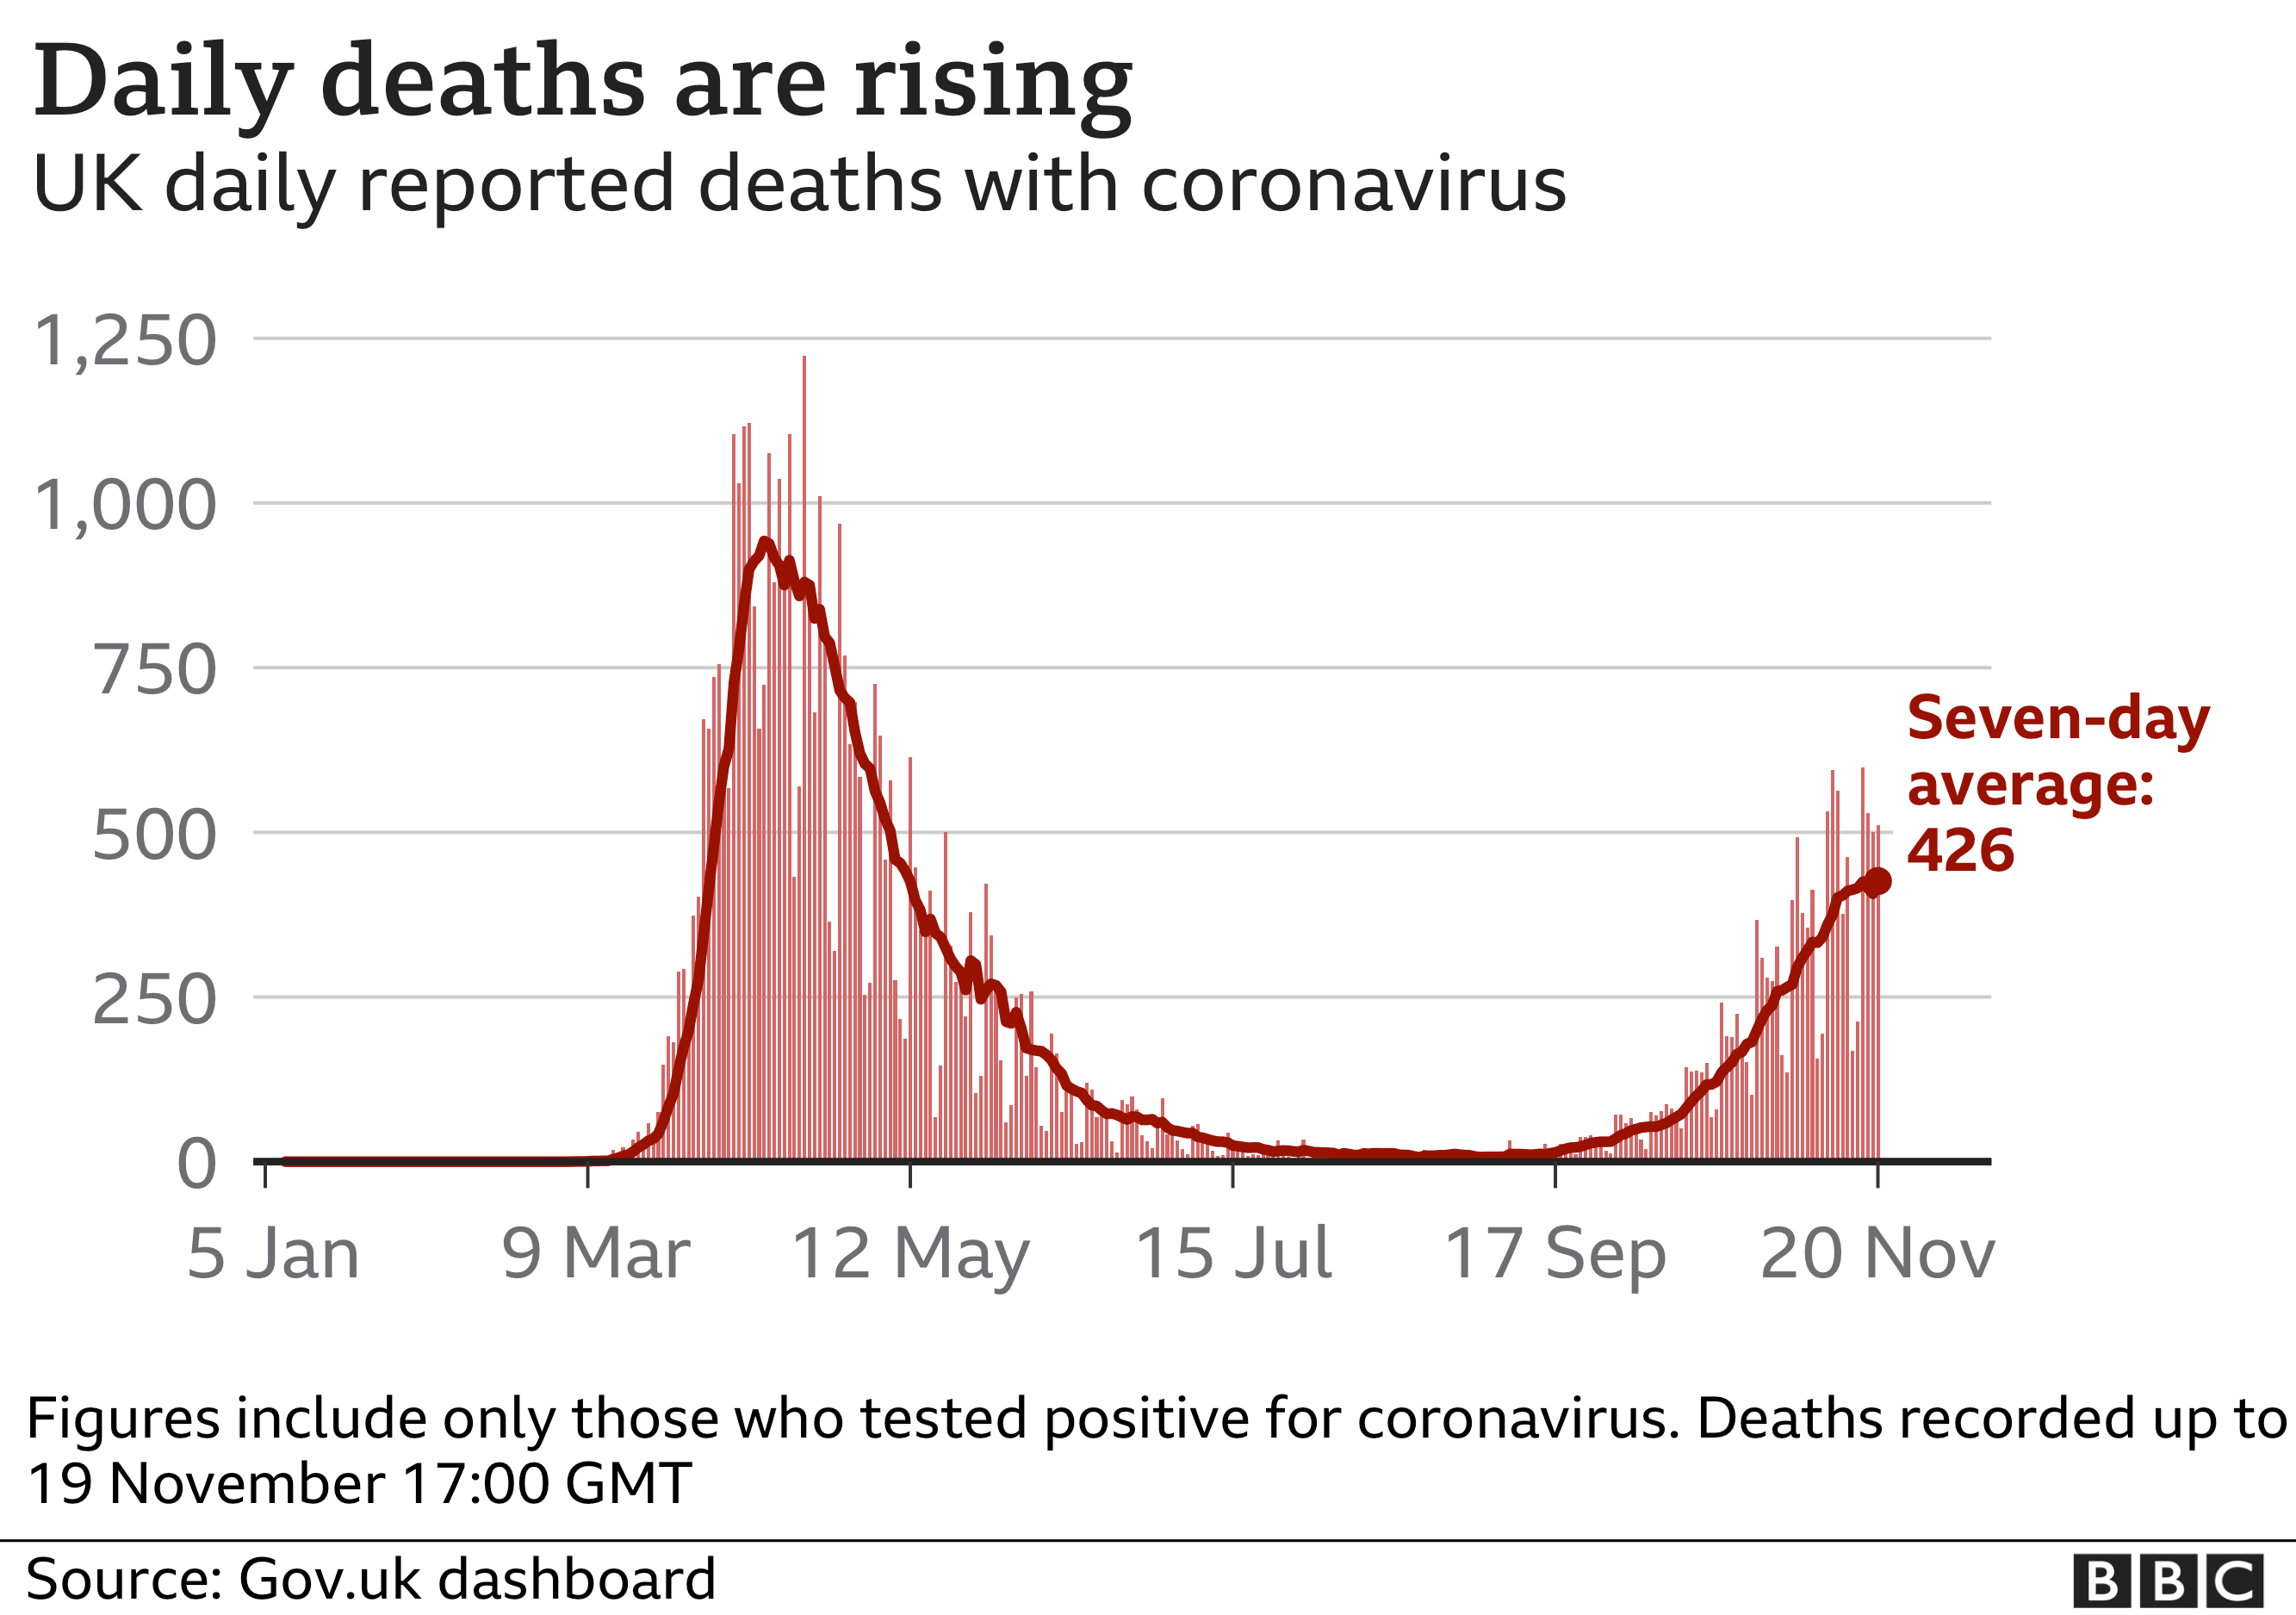 Daily deaths are rising
UK daily reported deaths with coronavirus
1,250
1,000
750
500
250
0
Seven-day
average:
426
5 Jan
9 Mar
12 May
15 Jul
17 Sep
20 Nov
Figures include only those who tested positive for coronavirus. Deaths recorded up to
19 November 17:00 GMT
Source: Gov.uk dashboard
BBC